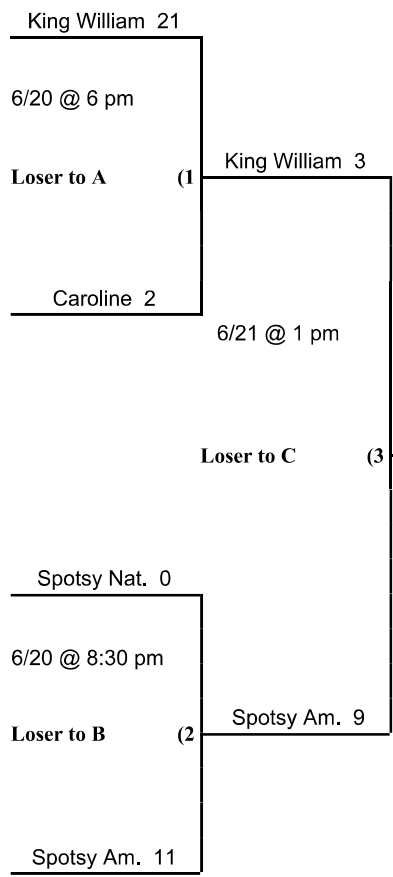 King William 21
6/20 @ 6 pm
Loser to A (1
King William 3
Caroline 2
6/21 @ 1 pm
Loser to C (3
Spotsy Nat. 0
6/20 @ 8:30 pm
Spotsy Am. 9
Loser to B (2
Spotsy Am. 11